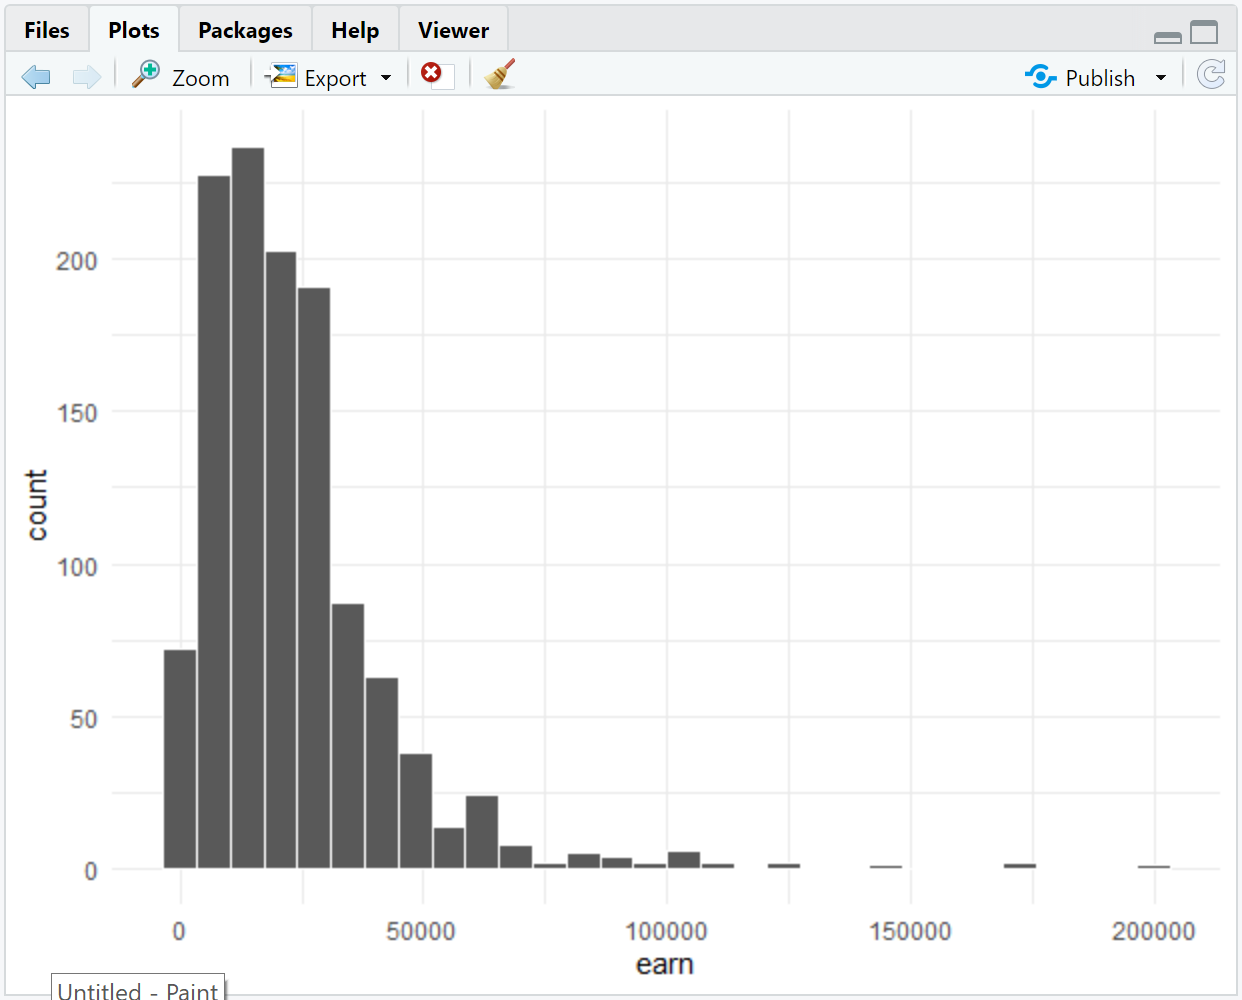 Files Plots Packages Help Viewer
Zoom Export Publish
200
150
100
50
0
count
0 50000 100000 150000 200000
earn
Untitled - Paint